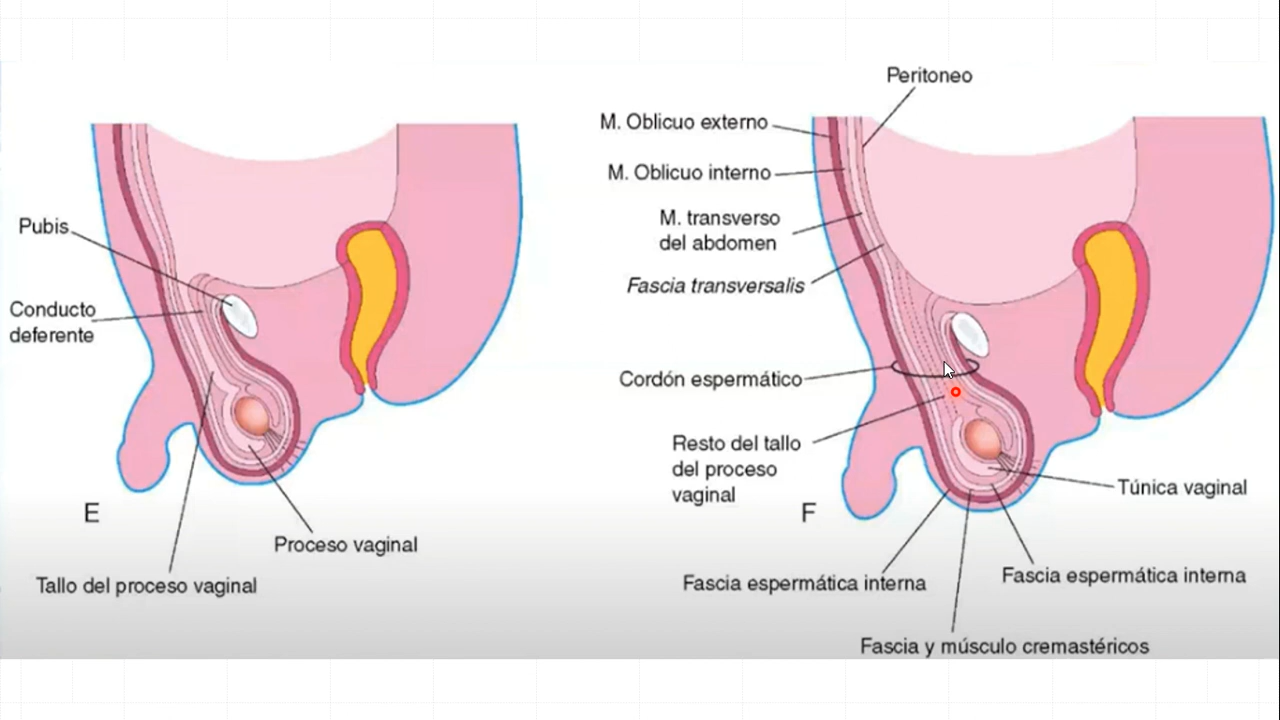 Pubis
Conducto
deferente
E
Proceso vaginal
Tallo del proceso vaginal
Peritoneo
M. Oblicuo externo
M. Oblicuo interno
M. transverso
del abdomen
Fascia transversalis
Cordón espermático
Resto del tallo
del proceso
vaginal
F
Túnica vaginal
Fascia espermática interna
Fascia espermática interna
Fascia y músculo cremastéricos